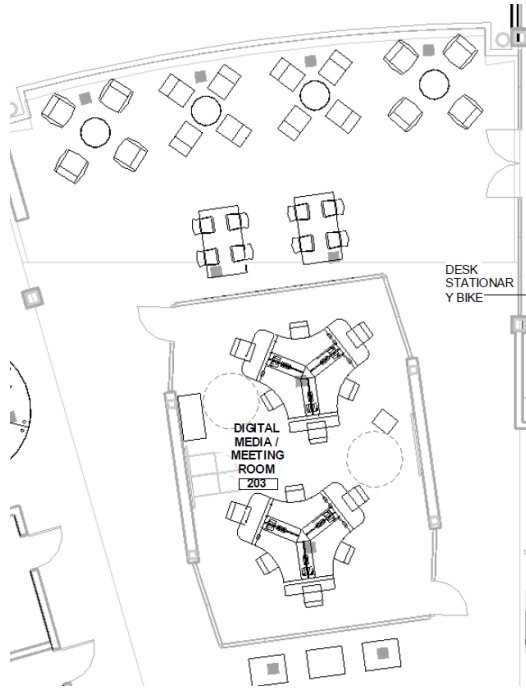 DESK
STATIONAR
Y BIKE
DIGITAL
MEDIA /
MEETING
ROOM
203